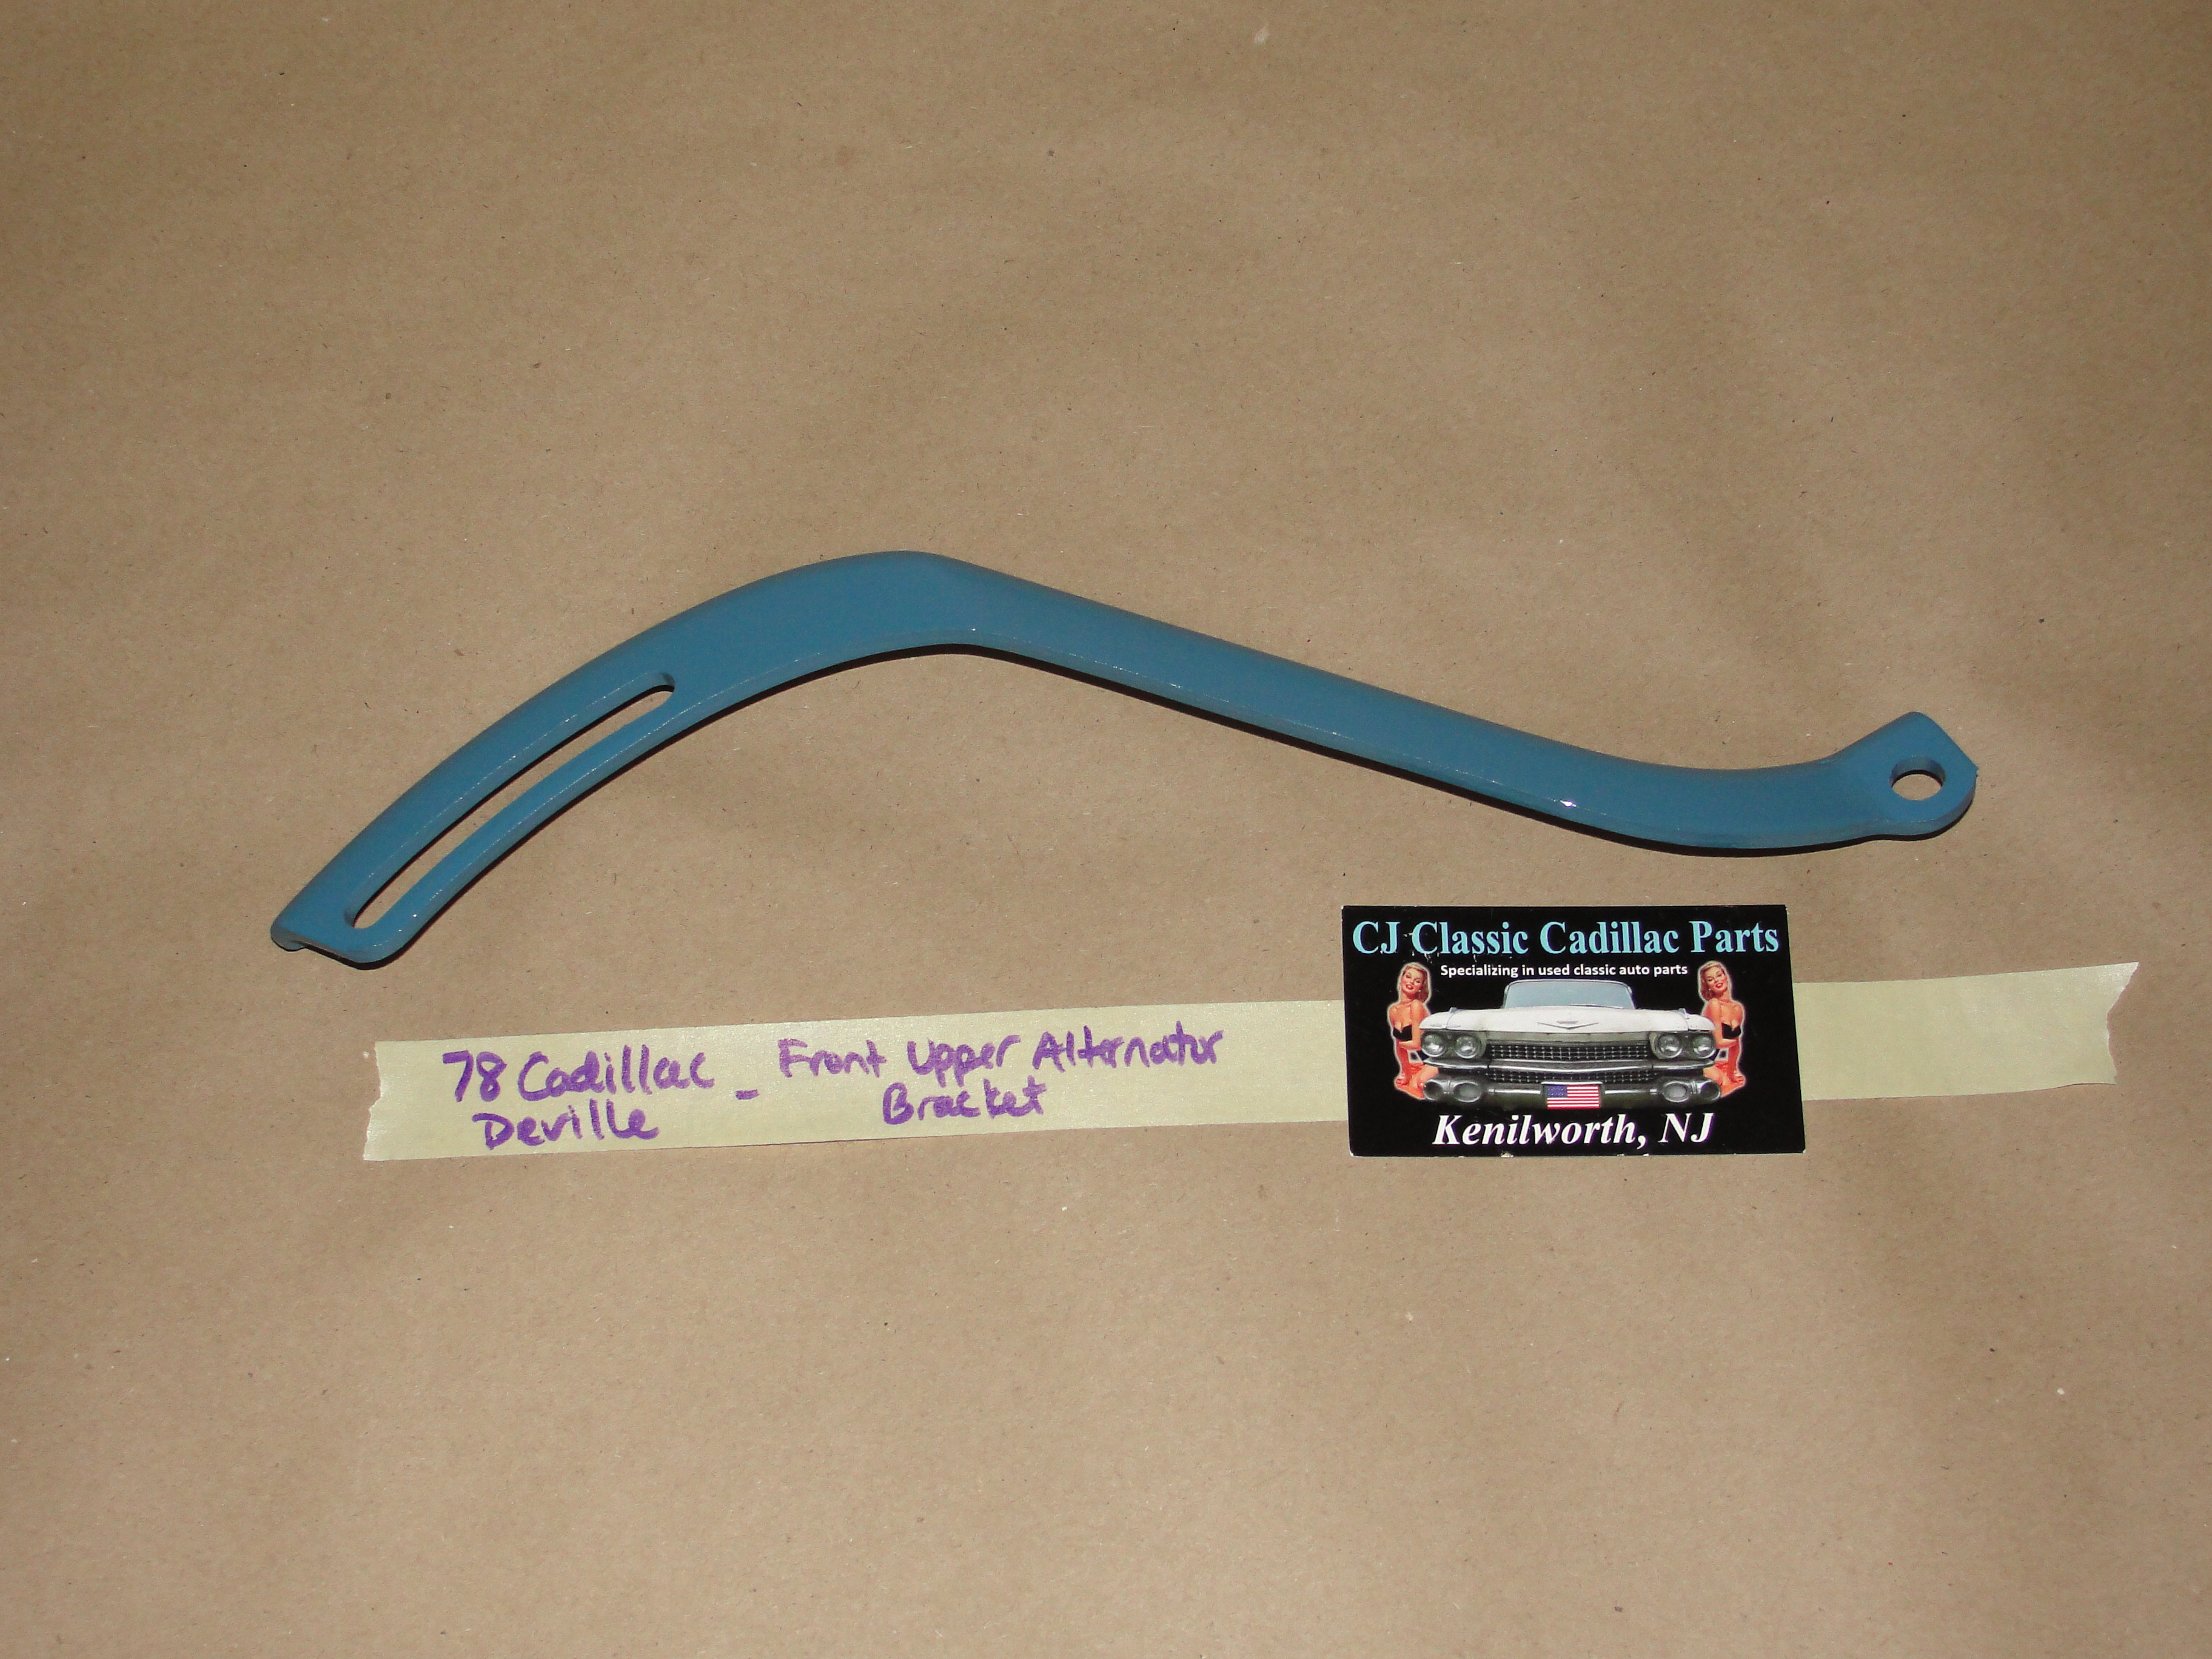 78 Cadillac - Front Upper Alternator
Deville Bracket
CJ Classic Cadillac Parts
Specializing in used classic auto parts
Kenilworth, NJ